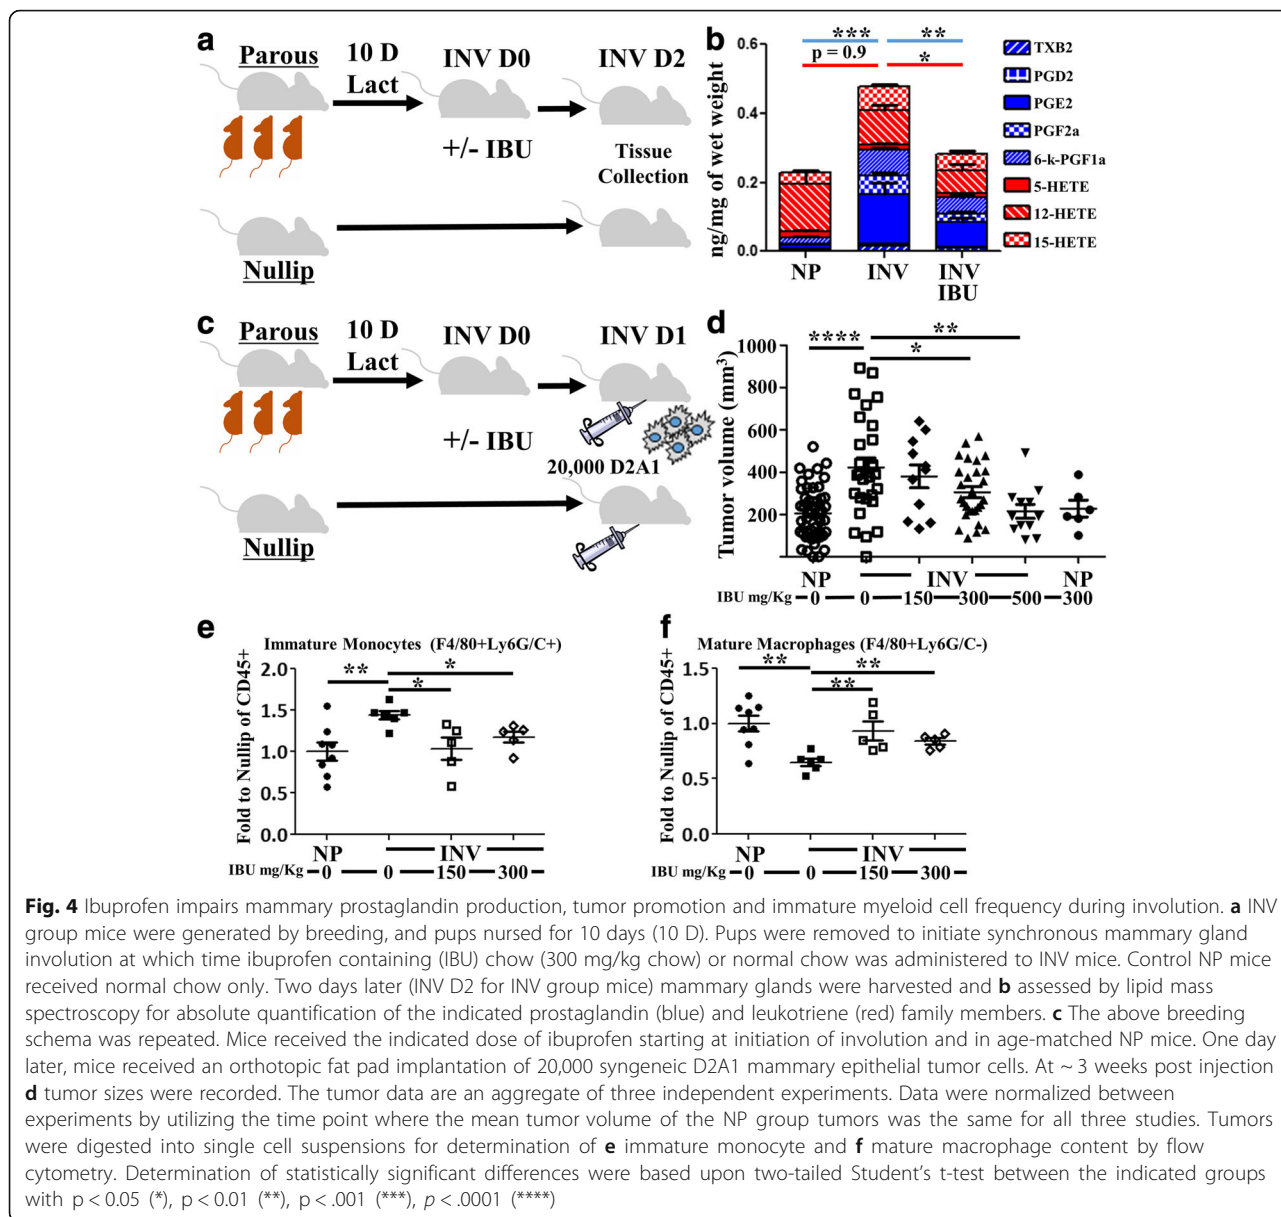 a
Parous
10 D
Lact
INV D0
INV D2
+/- IBU
Tissue
Collection
Nullip
b
*** **
p = 0.9 *
ng/mg of wet weight
0.6
0.4
0.2
0.0
NP INV INV
IBU
TXB2
PGD2
PGE2
PGF2a
6-k-PGF1a
5-HETE
12-HETE
15-HETE
c
Parous
10 D
Lact
INV D0
INV D1
+/- IBU
20,000 D2A1
Nullip
d
**** **
*
Tumor volume (mm³)
1000
800
600
400
200
NP INV NP
IBU mg/Kg 0 0 150 300 500 300
e
Immature Monocytes (F4/80+Ly6G/C+)
** *
*
Fold to Nullip of CD45+
2.0
1.5
1.0
0.5
0.0
NP INV
IBU mg/Kg 0 0 150 300
f
Mature Macrophages (F4/80+Ly6G/C-)
** **
**
Fold to Nullip of CD45+
1.5
1.0
0.5
0.0
NP INV
IBU mg/Kg 0 0 150 300
Fig. 4 Ibuprofen impairs mammary prostaglandin production, tumor promotion and immature myeloid cell frequency during involution. a INV
group mice were generated by breeding, and pups nursed for 10 days (10 D). Pups were removed to initiate synchronous mammary gland
involution at which time ibuprofen containing (IBU) chow (300 mg/kg chow) or normal chow was administered to INV mice. Control NP mice
received normal chow only. Two days later (INV D2 for INV group mice) mammary glands were harvested and b assessed by lipid mass
spectroscopy for absolute quantification of the indicated prostaglandin (blue) and leukotriene (red) family members. c The above breeding
schema was repeated. Mice received the indicated dose of ibuprofen starting at initiation of involution and in age-matched NP mice. One day
later, mice received an orthotopic fat pad implantation of 20,000 syngeneic D2A1 mammary epithelial tumor cells. At ~ 3 weeks post injection
d tumor sizes were recorded. The tumor data are an aggregate of three independent experiments. Data were normalized between
experiments by utilizing the time point where the mean tumor volume of the NP group tumors was the same for all three studies. Tumors
were digested into single cell suspensions for determination of e immature monocyte and f mature macrophage content by flow
cytometry. Determination of statistically significant differences were based upon two-tailed Student's t-test between the indicated groups
with p < 0.05 (*), p < 0.01 (**), p < .001 (***), p < .0001 (****)